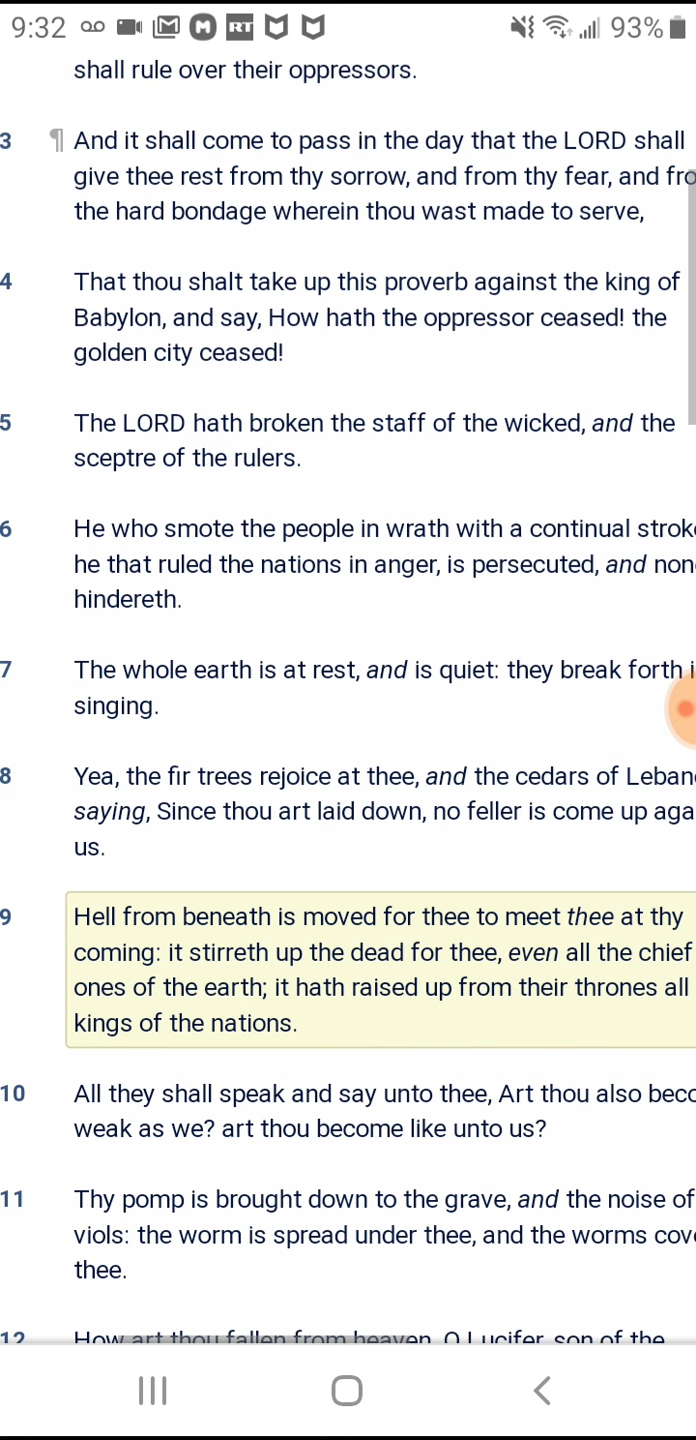 9:32 RT 93%
shall rule over their oppressors.
3 ¶ And it shall come to pass in the day that the LORD shall
give thee rest from thy sorrow, and from thy fear, and fro
the hard bondage wherein thou wast made to serve,
4 That thou shalt take up this proverb against the king of
Babylon, and say, How hath the oppressor ceased! the
golden city ceased!
5 The LORD hath broken the staff of the wicked, and the
sceptre of the rulers.
6 He who smote the people in wrath with a continual strok
he that ruled the nations in anger, is persecuted, and non
hindereth.
7 The whole earth is at rest, and is quiet: they break forth i
singing.
8 Yea, the fir trees rejoice at thee, and the cedars of Leban
saying, Since thou art laid down, no feller is come up aga
us.
9 Hell from beneath is moved for thee to meet thee at thy
coming: it stirreth up the dead for thee, even all the chief
ones of the earth; it hath raised up from their thrones all
kings of the nations.
10 All they shall speak and say unto thee, Art thou also beco
weak as we? art thou become like unto us?
11 Thy pomp is brought down to the grave, and the noise of
viols: the worm is spread under thee, and the worms cov
thee.
12 How art thou fallen from heaven, O Lucifer, son of the